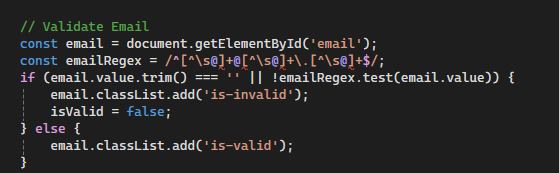 // Validate Email
const email = document.getElementById('email');
const emailRegex = /^[^\s@]+@[^\s@]+\.[^\s@]+$/;
if (email.value.trim() === '' || !emailRegex.test(email.value)) {
    email.classList.add('is-invalid');
    isValid = false;
} else {
    email.classList.add('is-valid');
}